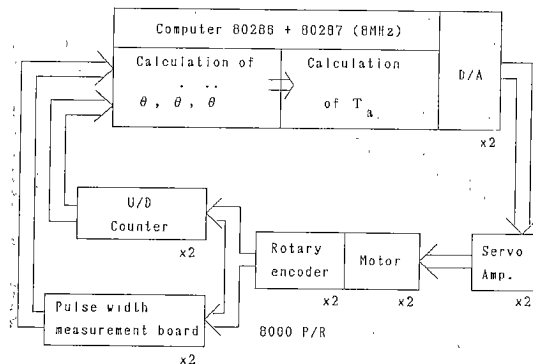 Computer 80286 + 80287 (8MHz)
Calculation of
θ , θ̇ , θ̈
Calculation
of Ta
D/A
x2
U/D
Counter
x2
Rotary
encoder
x2
Motor
x2
Servo
Amp.
x2
Pulse width
measurement board
x2
8000 P/R